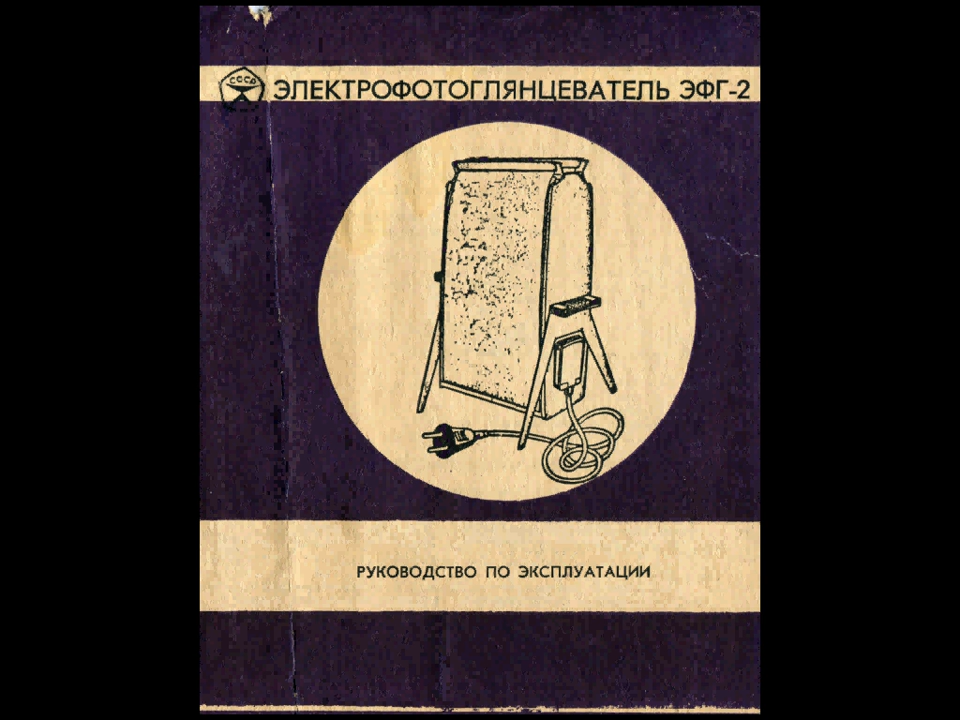 СССР
ЭЛЕКТРОФОТОГЛЯНЦЕВАТЕЛЬ ЭФГ-2
РУКОВОДСТВО ПО ЭКСПЛУАТАЦИИ